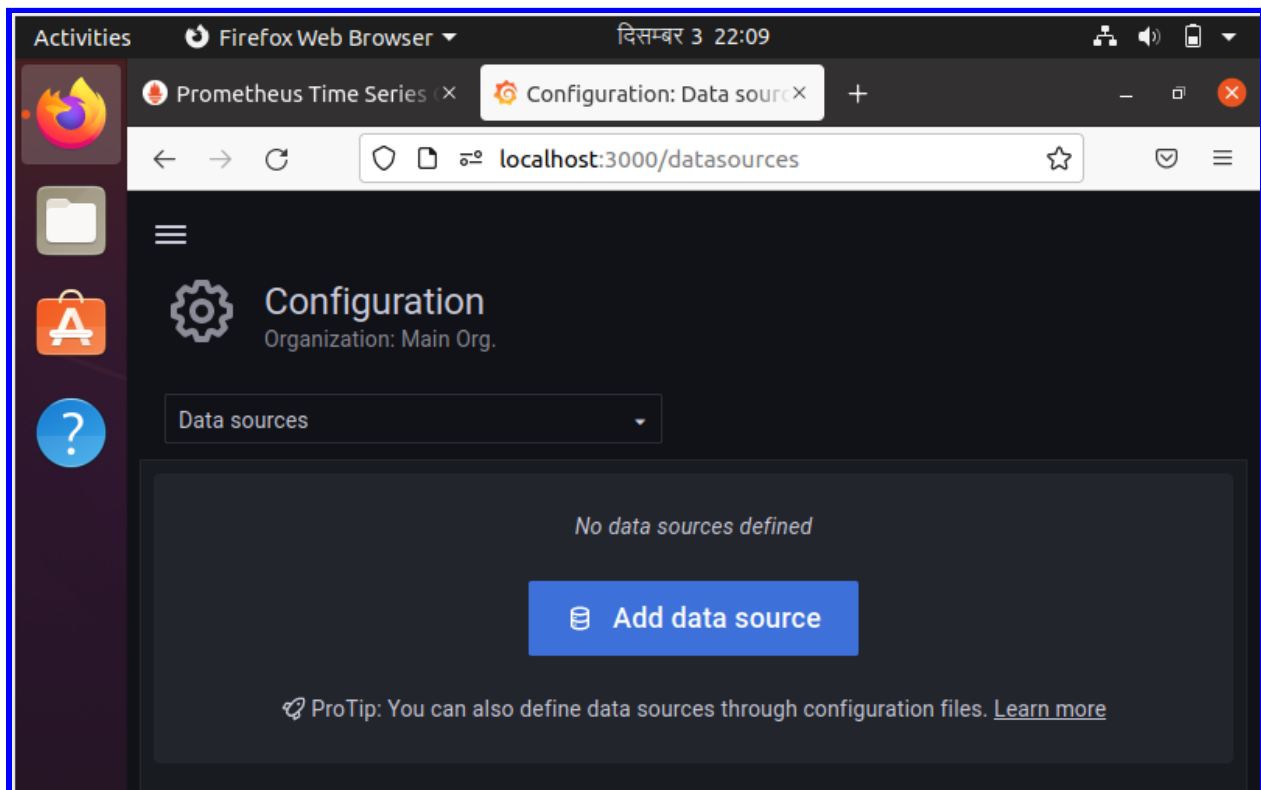 Activities Firefox Web Browser दिसम्बर 3 22:09
Prometheus Time Series Configuration: Data sourc
localhost:3000/datasources
Configuration
Organization: Main Org.
Data sources
No data sources defined
Add data source
ProTip: You can also define data sources through configuration files. Learn more